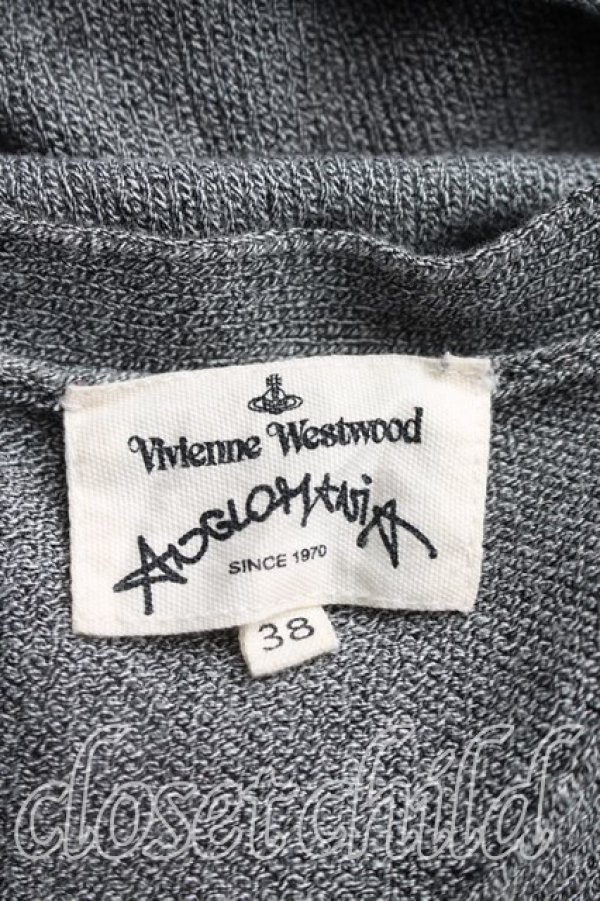 Vivienne Westwood
ANGLOMANIA
SINCE 1970
38
closet child